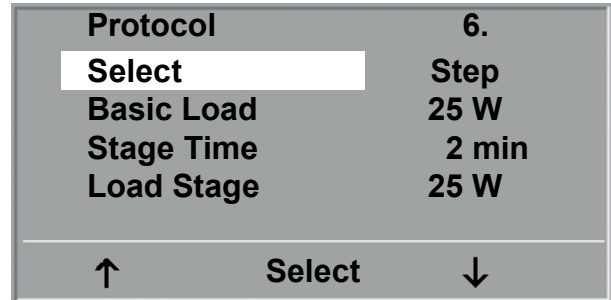 Protocol 6.
Select Step
Basic Load 25 W
Stage Time 2 min
Load Stage 25 W
↑ Select ↓